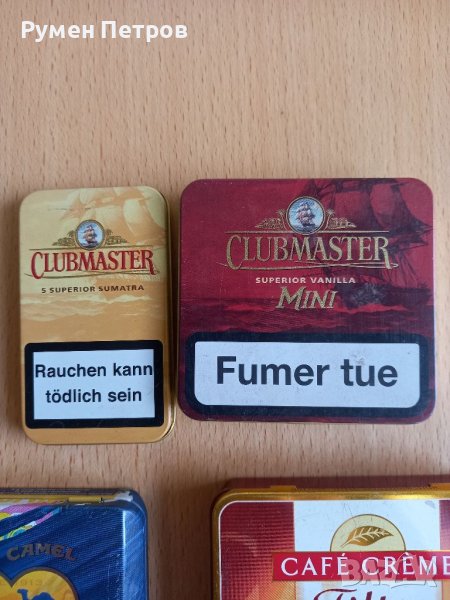 Румен Петров
CLUBMASTER
5 SUPERIOR SUMATRA
Rauchen kann
tödlich sein
CLUBMASTER
SUPERIOR VANILLA
MINI
Fumer tue
CAMEL
CAFÉ CRÈME